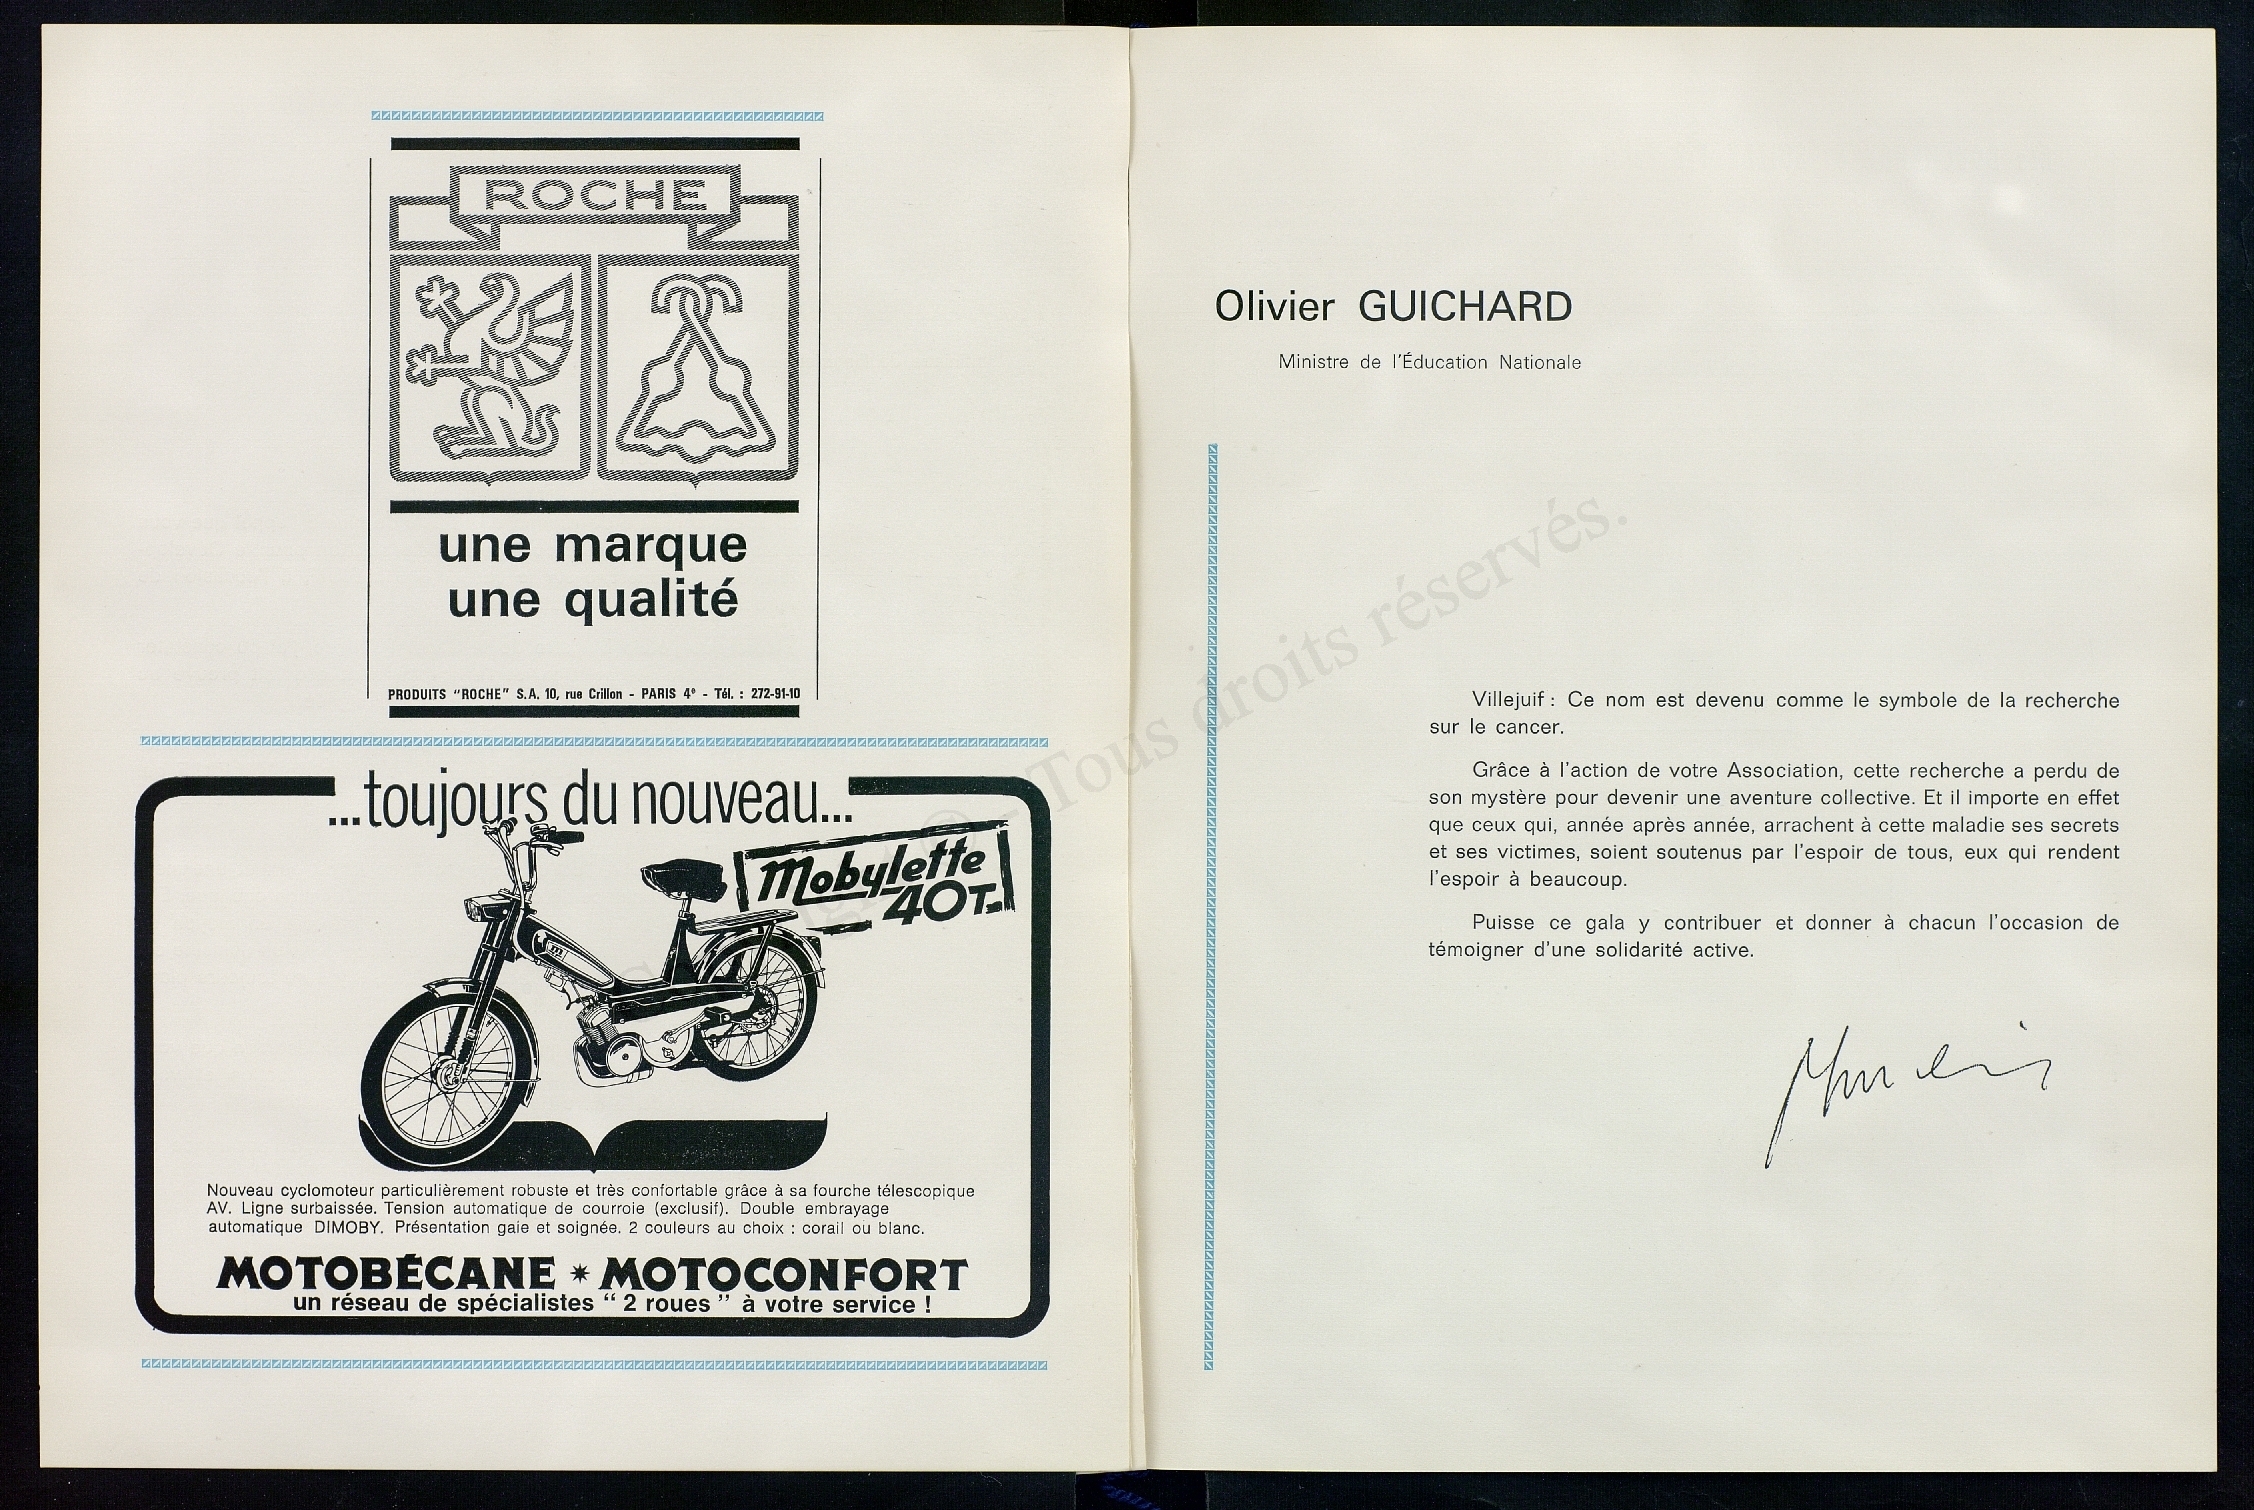 ROCHE
une marque
une qualité
PRODUITS "ROCHE" S.A. 10, rue Crillon - PARIS 4e - Tél. : 272-91-10
...toujours du nouveau...
Mobylette
40T
Nouveau cyclomoteur particulièrement robuste et très confortable grâce à sa fourche télescopique
AV. Ligne surbaissée. Tension automatique de courroie (exclusif). Double embrayage
automatique DIMOBY. Présentation gaie et soignée. 2 couleurs au choix : corail ou blanc.
MOTOBÉCANE * MOTOCONFORT
un réseau de spécialistes “ 2 roues ” à votre service !
Olivier GUICHARD
Ministre de l'Éducation Nationale
Villejuif : Ce nom est devenu comme le symbole de la recherche
sur le cancer.
Grâce à l'action de votre Association, cette recherche a perdu de
son mystère pour devenir une aventure collective. Et il importe en effet
que ceux qui, année après année, arrachent à cette maladie ses secrets
et ses victimes, soient soutenus par l'espoir de tous, eux qui rendent
l'espoir à beaucoup.
Puisse ce gala y contribuer et donner à chacun l'occasion de
témoigner d'une solidarité active.
© - Tous droits réservés.